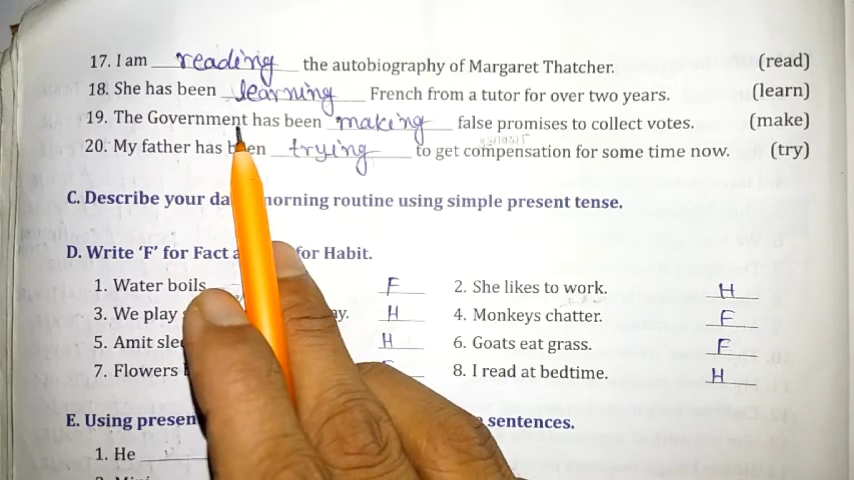 17. I am reading the autobiography of Margaret Thatcher. (read)
18. She has been learning French from a tutor for over two years. (learn)
19. The Government has been making false promises to collect votes. (make)
20. My father has been trying to get compensation for some time now. (try)
C. Describe your da morning routine using simple present tense.
D. Write 'F' for Fact a for Habit.
1. Water boils F 2. She likes to work. H
3. We play ay. H 4. Monkeys chatter. F
5. Amit slee H 6. Goats eat grass. F
7. Flowers 8. I read at bedtime. H
E. Using presen sentences.
1. He